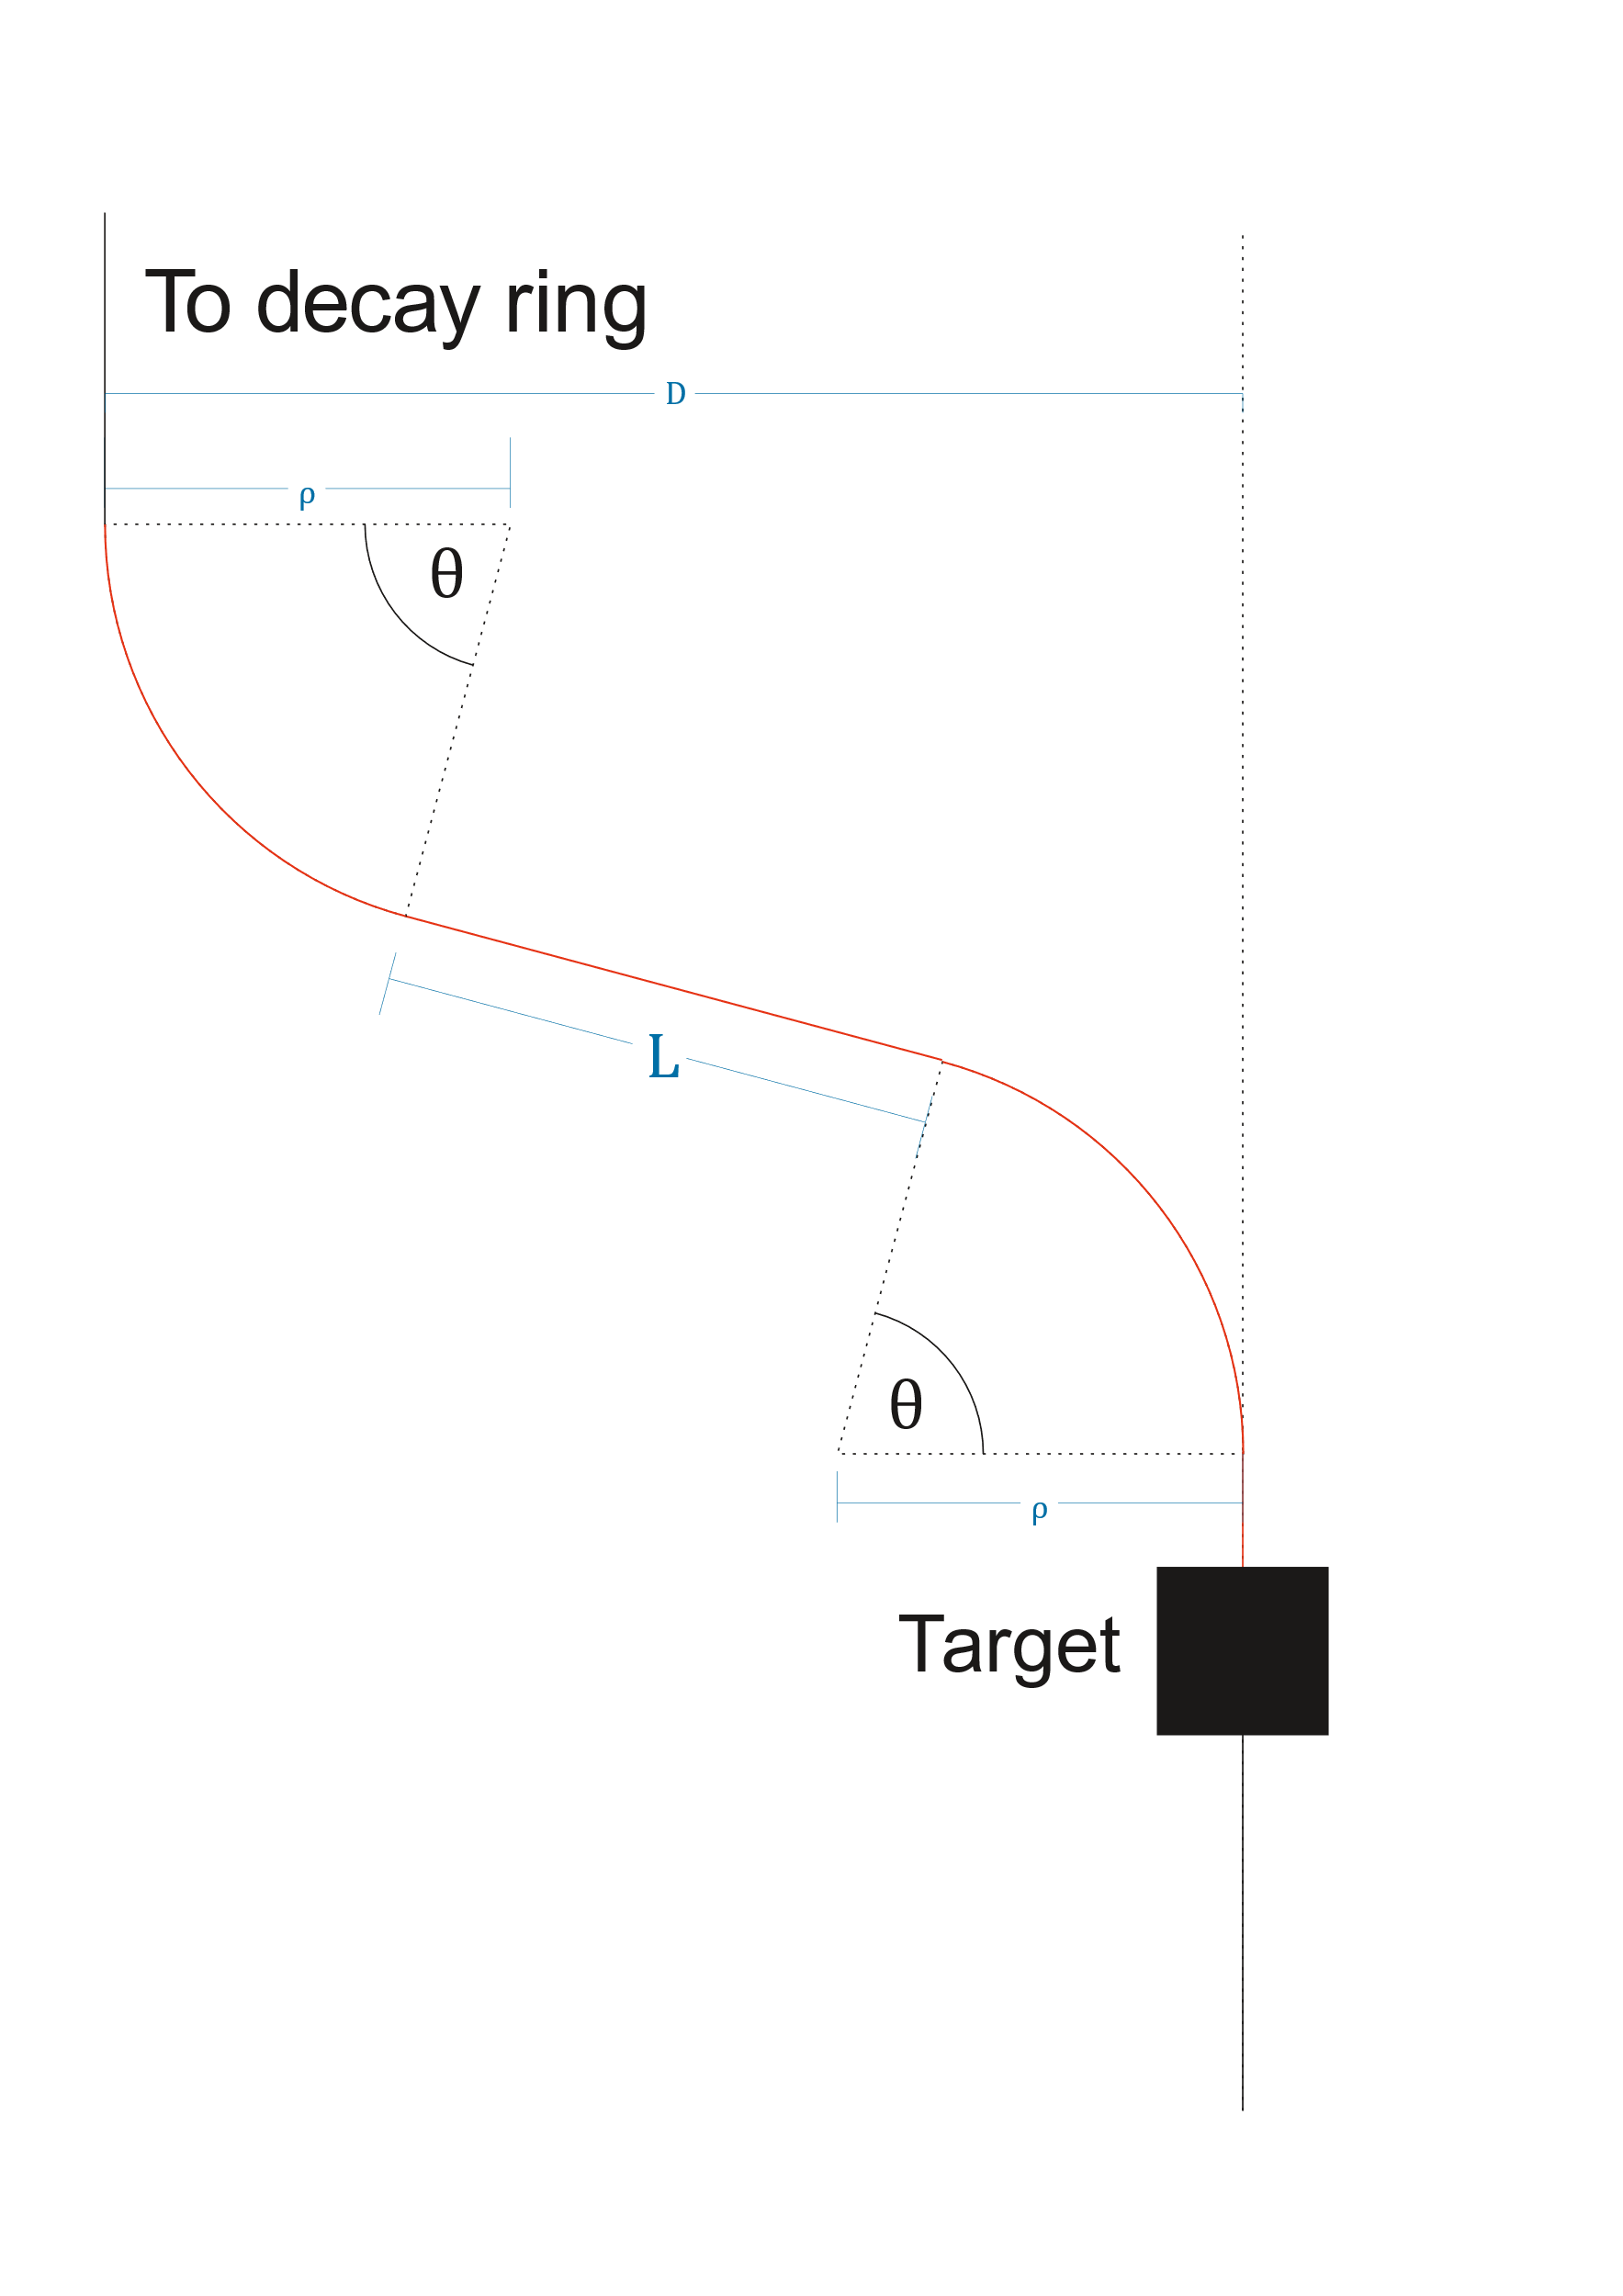 To decay ring
D
ρ
θ
L
θ
ρ
Target